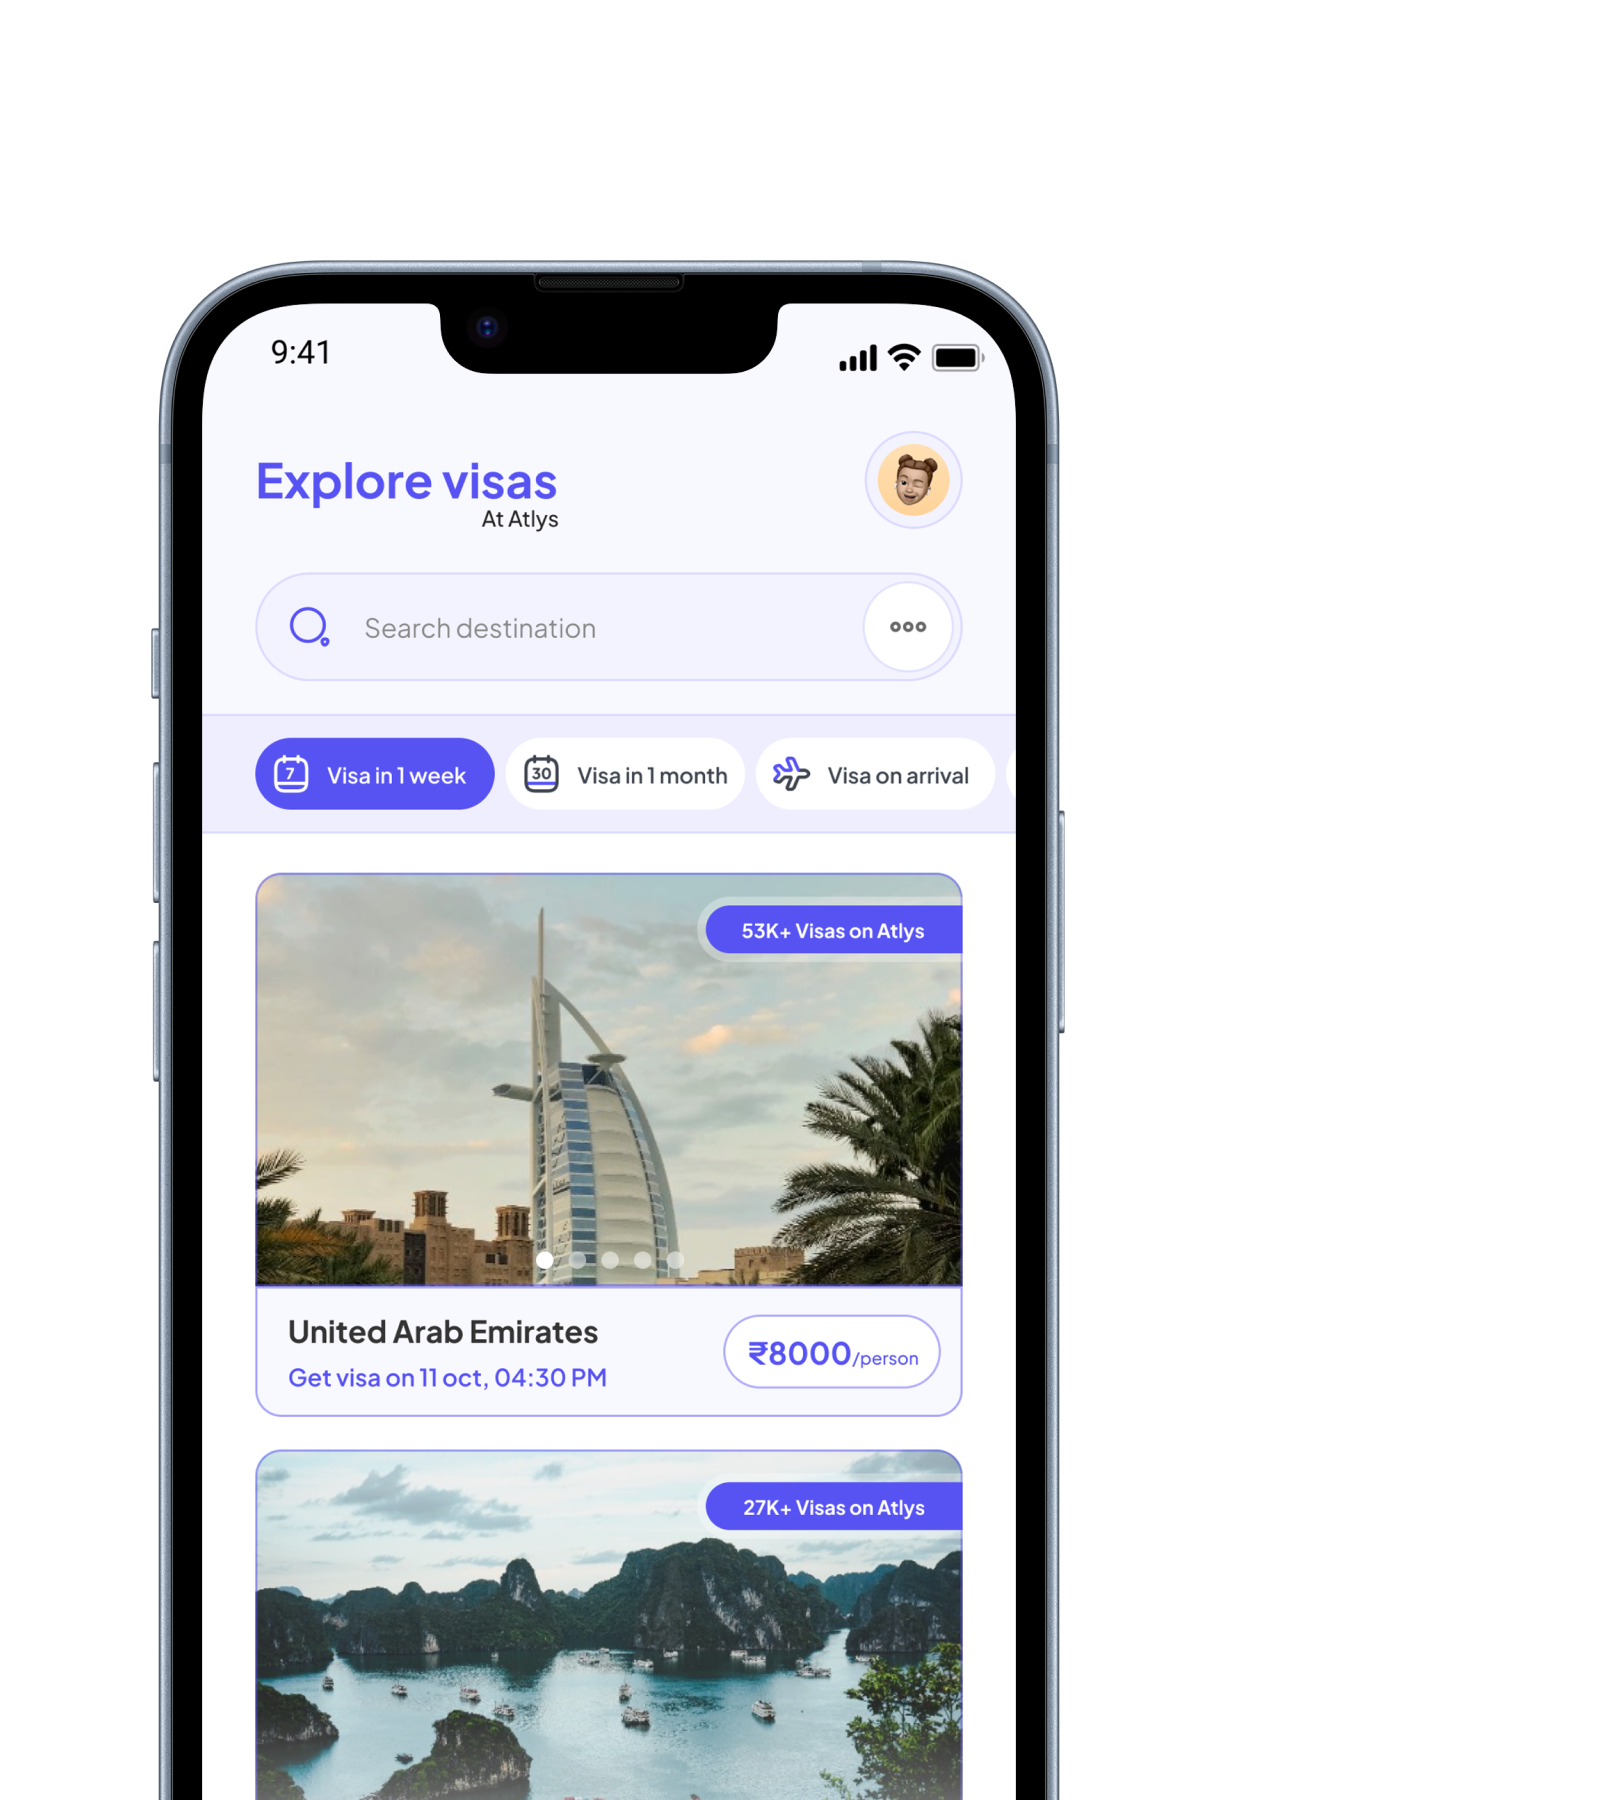 9:41
Explore visas
At Atlys
Search destination
7 Visa in 1 week
30 Visa in 1 month
Visa on arrival
53K+ Visas on Atlys
United Arab Emirates
Get visa on 11 oct, 04:30 PM
₹8000/person
27K+ Visas on Atlys